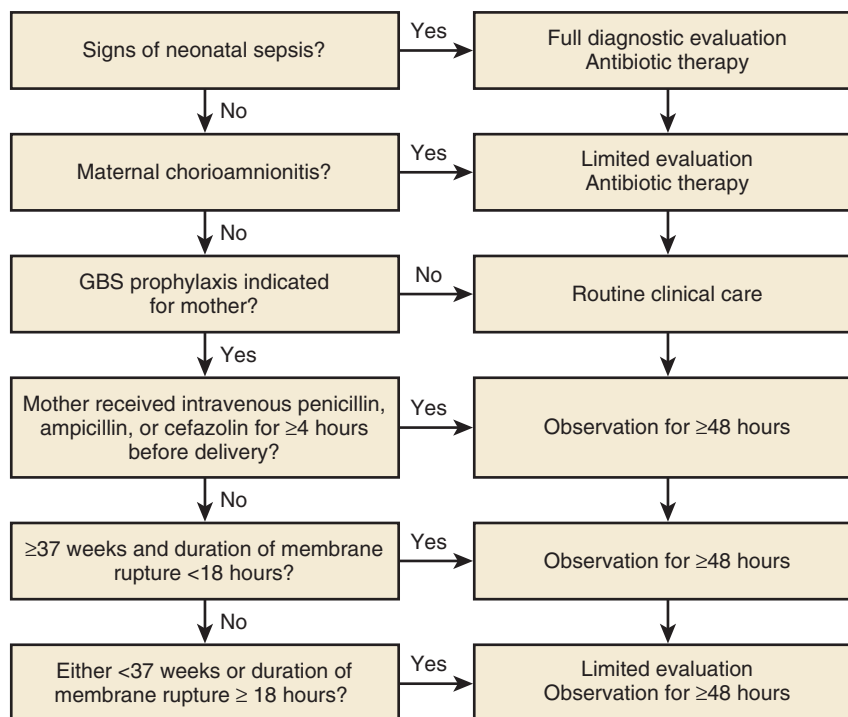 Signs of neonatal sepsis?
Yes
Full diagnostic evaluation
Antibiotic therapy
No
Maternal chorioamnionitis?
Yes
Limited evaluation
Antibiotic therapy
No
GBS prophylaxis indicated
for mother?
No
Routine clinical care
Yes
Mother received intravenous penicillin,
ampicillin, or cefazolin for ≥4 hours
before delivery?
Yes
Observation for ≥48 hours
No
≥37 weeks and duration of membrane
rupture <18 hours?
Yes
Observation for ≥48 hours
No
Either <37 weeks or duration of
membrane rupture ≥ 18 hours?
Yes
Limited evaluation
Observation for ≥48 hours